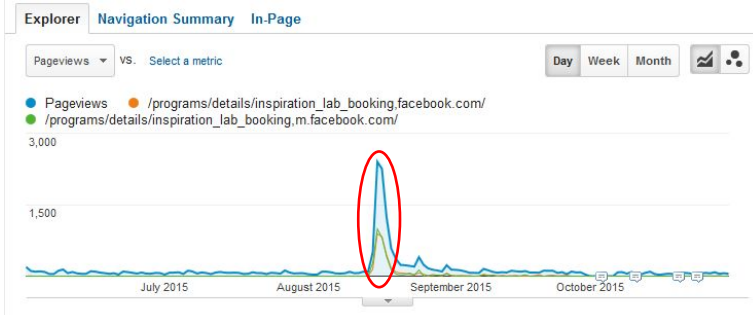 Explorer Navigation Summary In-Page
Pageviews VS. Select a metric Day Week Month
Pageviews /programs/details/inspiration_lab_booking,facebook.com/
/programs/details/inspiration_lab_booking,m.facebook.com/
3,000
1,500
July 2015 August 2015 September 2015 October 2015